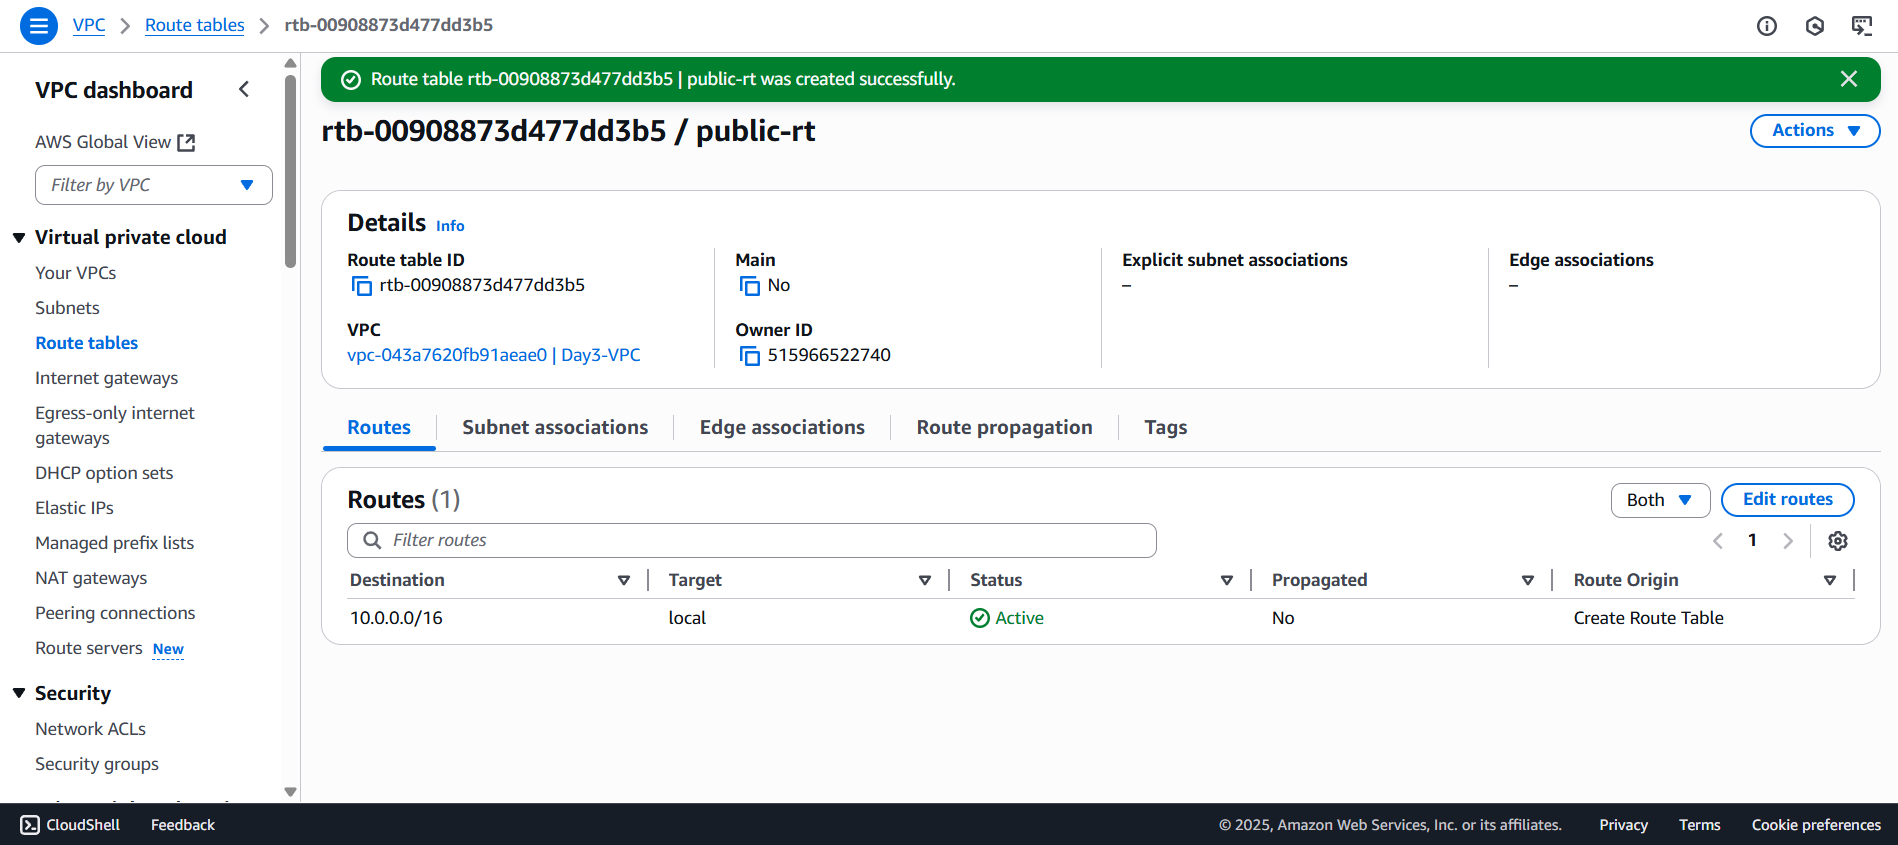 VPC > Route tables > rtb-00908873d477dd3b5
VPC dashboard
AWS Global View
Filter by VPC
Virtual private cloud
Your VPCs
Subnets
Route tables
Internet gateways
Egress-only internet
gateways
DHCP option sets
Elastic IPs
Managed prefix lists
NAT gateways
Peering connections
Route servers New
Security
Network ACLs
Security groups
Route table rtb-00908873d477dd3b5 | public-rt was created successfully.
rtb-00908873d477dd3b5 / public-rt
Actions
Details Info
Route table ID
rtb-00908873d477dd3b5
Main
No
Explicit subnet associations
–
Edge associations
–
VPC
vpc-043a7620fb91aeae0 | Day3-VPC
Owner ID
515966522740
Routes
Subnet associations
Edge associations
Route propagation
Tags
Routes (1)
Both
Edit routes
Filter routes
1
Destination Target Status Propagated Route Origin
10.0.0.0/16 local Active No Create Route Table
CloudShell Feedback © 2025, Amazon Web Services, Inc. or its affiliates. Privacy Terms Cookie preferences